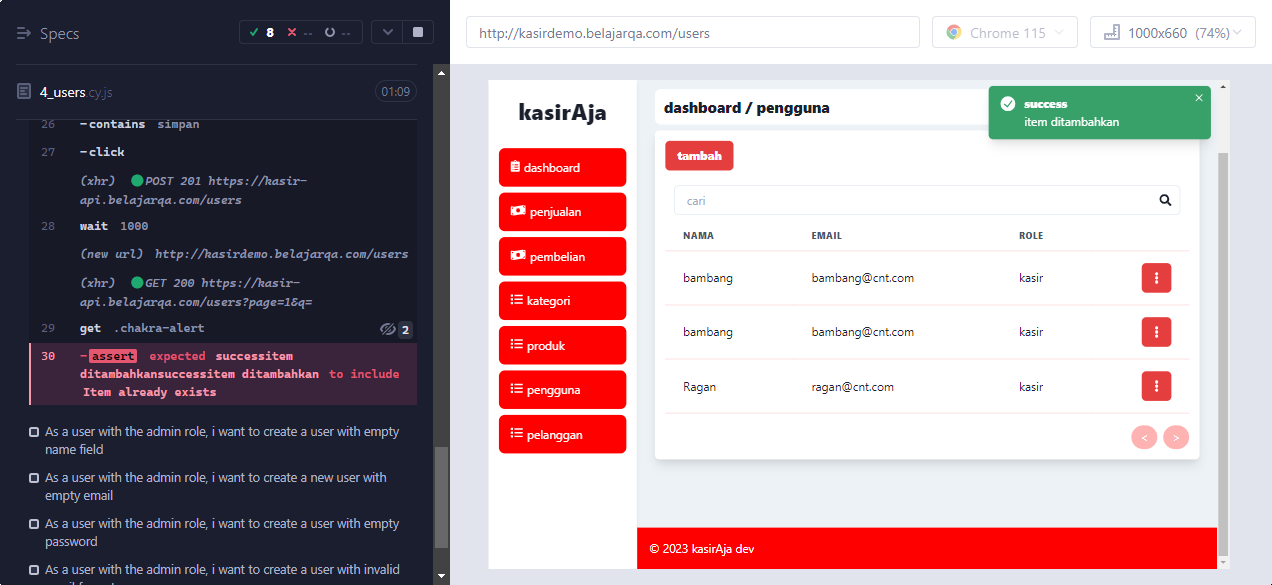 Specs
8
--
--
4_users.cy.js
01:09
26 -contains simpan
27 -click
(xhr) POST 201 https://kasir-
api.belajarqa.com/users
28 wait 1000
(new url) http://kasirdemo.belajarqa.com/users
(xhr) GET 200 https://kasir-
api.belajarqa.com/users?page=1&q=
29 get .chakra-alert 2
30 -assert expected successitem
ditambahkansuccessitem ditambahkan to include
Item already exists
As a user with the admin role, i want to create a user with empty
name field
As a user with the admin role, i want to create a new user with
empty email
As a user with the admin role, i want to create a user with empty
password
As a user with the admin role, i want to create a user with invalid
http://kasirdemo.belajarqa.com/users
Chrome 115
1000x660 (74%)
kasirAja
dashboard
penjualan
pembelian
kategori
produk
pengguna
pelanggan
dashboard / pengguna
success
item ditambahkan
tambah
cari
NAMA EMAIL ROLE
bambang bambang@cnt.com kasir
bambang bambang@cnt.com kasir
Ragan ragan@cnt.com kasir
< >
© 2023 kasirAja dev